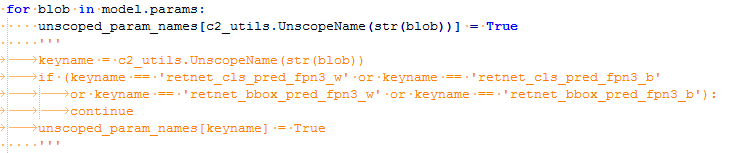 for blob in model.params:
    unscoped_param_names[c2_utils.UnscopeName(str(blob))] = True
    '''
    keyname = c2_utils.UnscopeName(str(blob))
    if (keyname == 'retnet_cls_pred_fpn3_w' or keyname == 'retnet_cls_pred_fpn3_b'
        or keyname == 'retnet_bbox_pred_fpn3_w' or keyname == 'retnet_bbox_pred_fpn3_b'):
        continue
    unscoped_param_names[keyname] = True
    '''